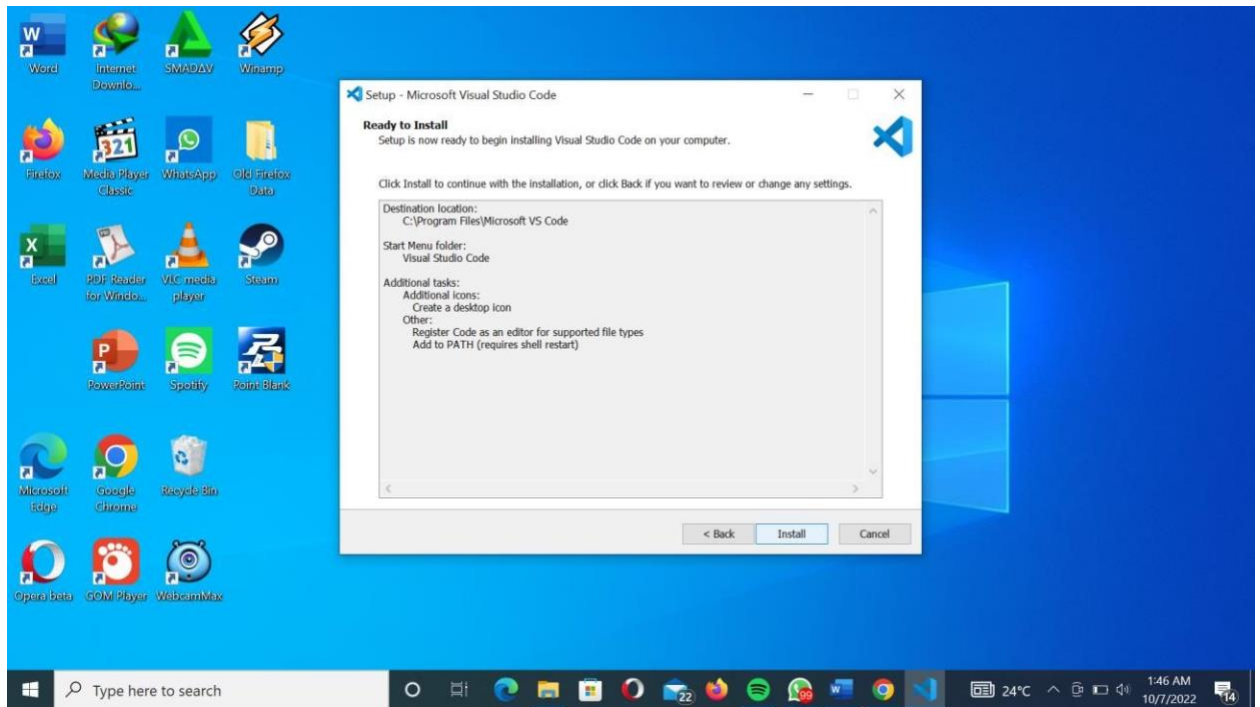 Word
Internet
Downlo...
SMADAV
Winamp
Firefox
Media Player
Classic
WhatsApp
Old Firefox
Data
Excel
PDF Reader
for Windo...
VLC media
player
Steam
PowerPoint
Spotify
Point Blank
Microsoft
Edge
Google
Chrome
Recycle Bin
Opera beta
GOM Player
WebcamMax
Setup - Microsoft Visual Studio Code
Ready to Install
Setup is now ready to begin installing Visual Studio Code on your computer.
Click Install to continue with the installation, or click Back if you want to review or change any settings.
Destination location:
C:\Program Files\Microsoft VS Code
Start Menu folder:
Visual Studio Code
Additional tasks:
Additional icons:
Create a desktop icon
Other:
Register Code as an editor for supported file types
Add to PATH (requires shell restart)
< Back
Install
Cancel
Type here to search
22
99
24°C
1:46 AM
10/7/2022
14